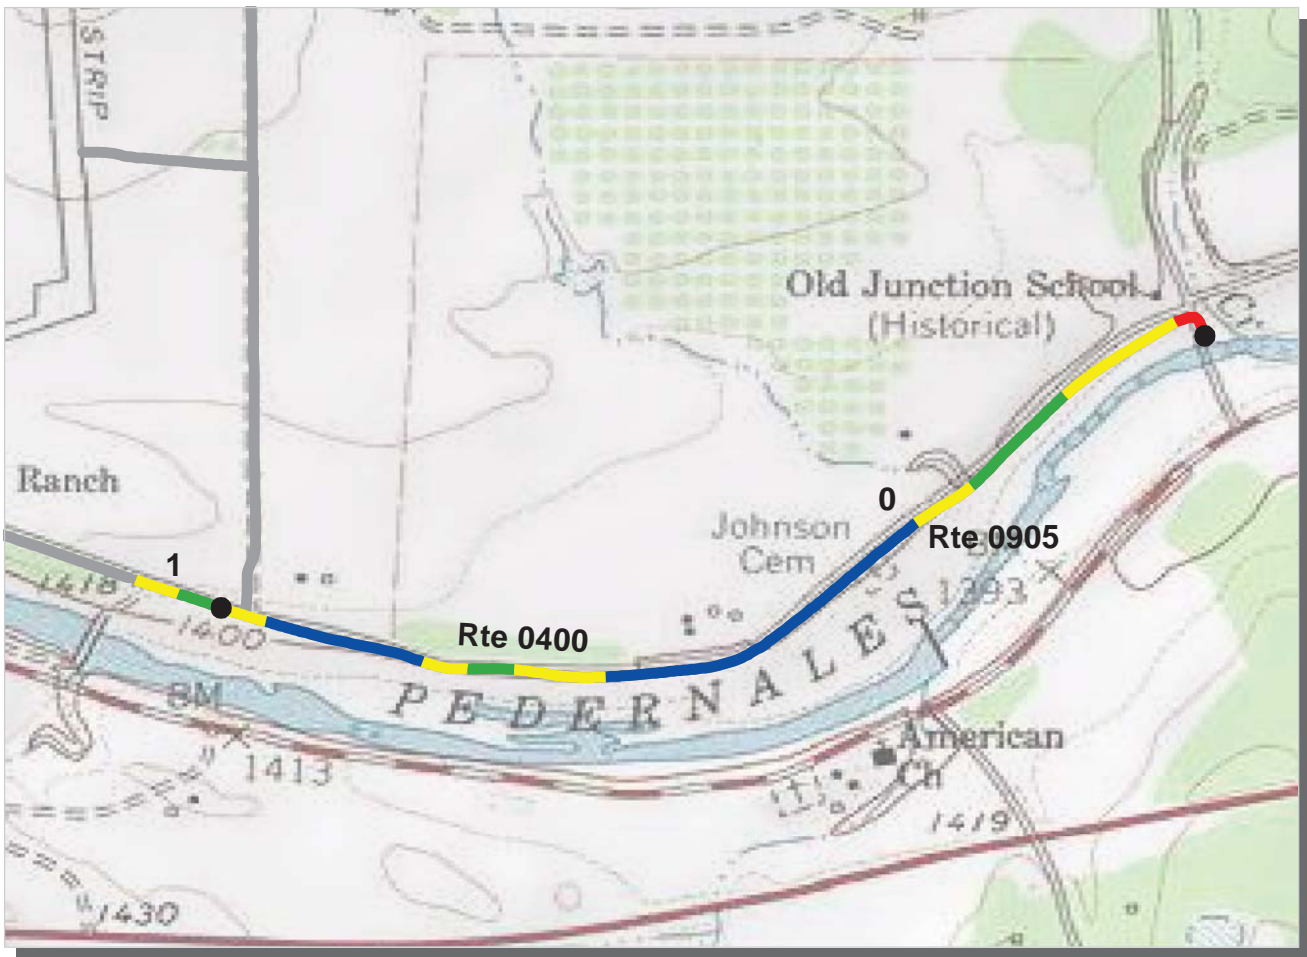 STRIP
Old Junction School
(Historical)
C.
Ranch
0
Johnson
Cem
Rte 0905
BM
1393
1
1418
1400
Rte 0400
PEDERNALES
BM
1413
American
Ch
1419
1430